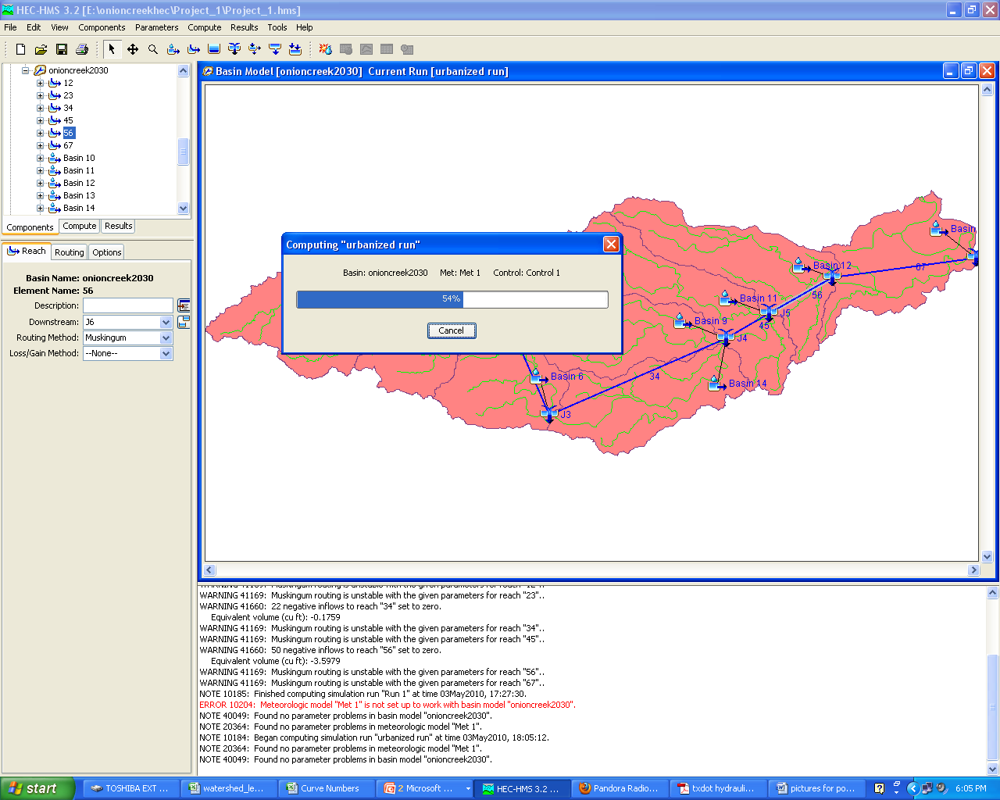 HEC-HMS 3.2 [E:\onioncreekhec\Project_1\Project_1.hms]
File Edit View Components Parameters Compute Results Tools Help
onioncreek2030
12
23
34
45
56
67
Basin 10
Basin 11
Basin 12
Basin 13
Basin 14
Components Compute Results
Reach Routing Options
Basin Name: onioncreek2030
Element Name: 56
Description:
Downstream: J6
Routing Method: Muskingum
Loss/Gain Method: --None--
Basin Model [onioncreek2030] Current Run [urbanized run]
Basin
Basin 12
67
56
Basin 11
J5
Basin 9
45
J4
Basin 6
34
Basin 14
J3
Computing "urbanized run"
Basin: onioncreek2030 Met: Met 1 Control: Control 1
54%
Cancel
WARNING 41169: Muskingum routing is unstable with the given parameters for reach "12"..
WARNING 41169: Muskingum routing is unstable with the given parameters for reach "23"..
WARNING 41660: 22 negative inflows to reach "34" set to zero.
Equivalent volume (cu ft): -0.1759
WARNING 41169: Muskingum routing is unstable with the given parameters for reach "34"..
WARNING 41169: Muskingum routing is unstable with the given parameters for reach "45"..
WARNING 41660: 50 negative inflows to reach "56" set to zero.
Equivalent volume (cu ft): -3.5979
WARNING 41169: Muskingum routing is unstable with the given parameters for reach "56"..
WARNING 41169: Muskingum routing is unstable with the given parameters for reach "67"..
NOTE 10185: Finished computing simulation run "Run 1" at time 03May2010, 17:27:30.
ERROR 10204: Meteorologic model "Met 1" is not set up to work with basin model "onioncreek2030".
NOTE 40049: Found no parameter problems in basin model "onioncreek2030".
NOTE 20364: Found no parameter problems in meteorologic model "Met 1".
NOTE 10184: Began computing simulation run "urbanized run" at time 03May2010, 18:05:12.
NOTE 20364: Found no parameter problems in meteorologic model "Met 1".
NOTE 40049: Found no parameter problems in basin model "onioncreek2030".
start TOSHIBA EXT ... watershed_le... Curve Numbers 2 Microsoft ... HEC-HMS 3.2 ... Pandora Radio... txdot hydrauli... pictures for po... 6:05 PM